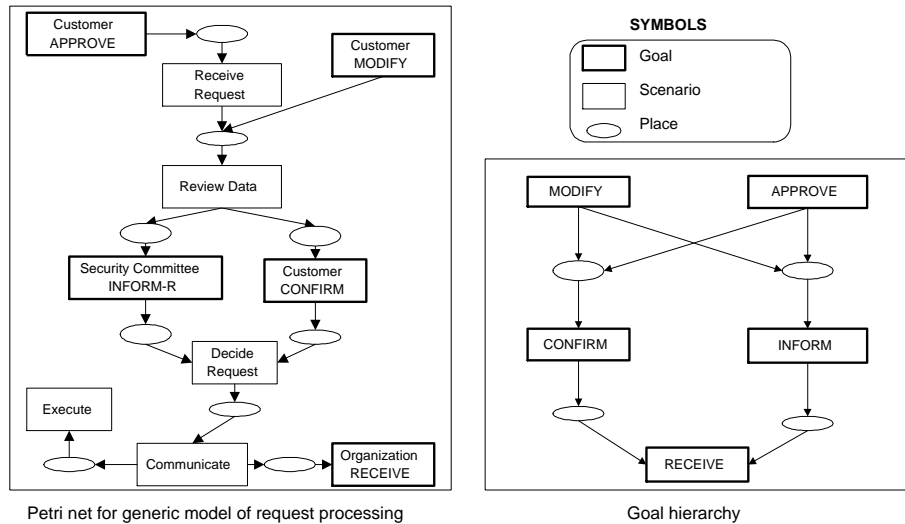 Customer
APPROVE
Customer
MODIFY
Receive
Request
Review Data
Security Committee
INFORM-R
Customer
CONFIRM
Decide
Request
Execute
Communicate
Organization
RECEIVE
Petri net for generic model of request processing
SYMBOLS
Goal
Scenario
Place
MODIFY
APPROVE
CONFIRM
INFORM
RECEIVE
Goal hierarchy